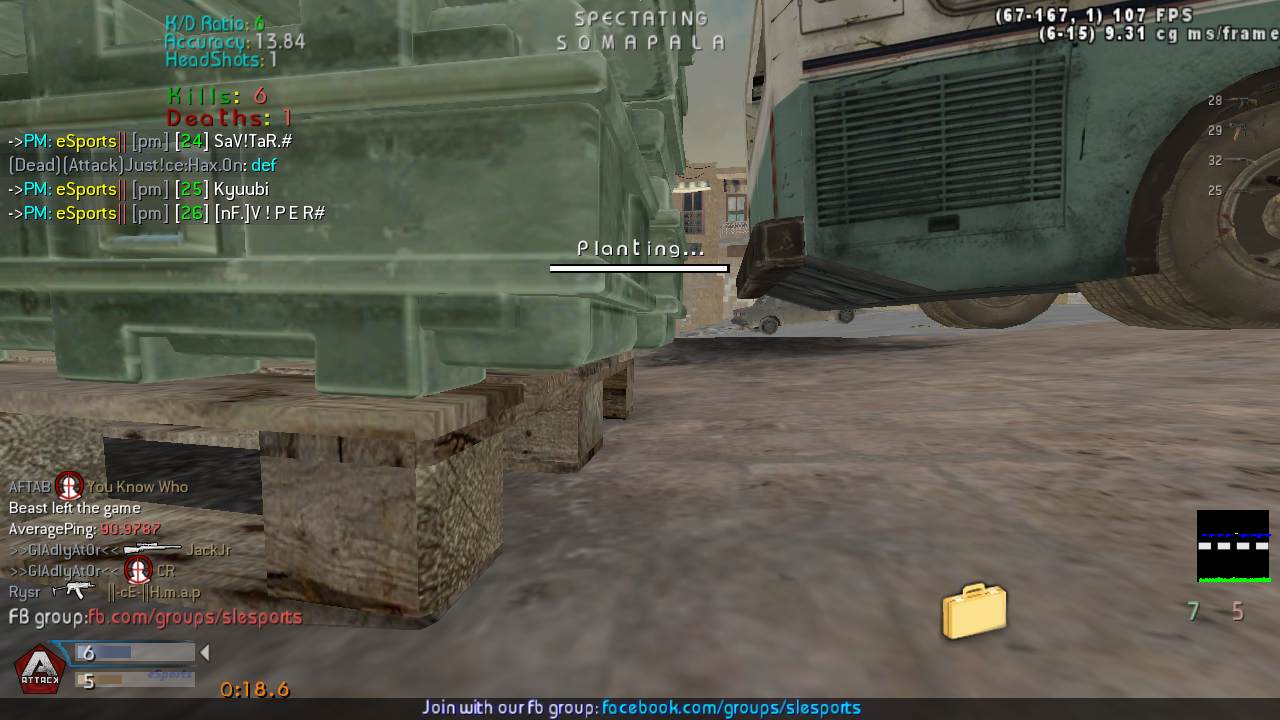 K/D Ratio: 6
Accuracy: 13.84
HeadShots: 1
Kills: 6
Deaths: 1
SPECTATING
SOMAPALA
(67-167, 1) 107 FPS
(6-15) 9.31 cg ms/frame
28
29
32
25
->PM: eSports|| [pm] [24] SaV!TaR.#
(Dead)(Attack)Just!ce:Hax.0n: def
->PM: eSports|| [pm] [25] Kyuubi
->PM: eSports|| [pm] [26] [nF.]V ! P E R#
Planting...
AFTAB You Know Who
Beast left the game
AveragePing: 90.9787
>>GlAdIyAt0r<< JackJr
>>GlAdIyAt0r<< CR
Rysr ||-cE-||H.m.a.p
FB group:fb.com/groups/slesports
7 5
ATTACK
6
eSports
5
0:18.6
Join with our fb group: facebook.com/groups/slesports